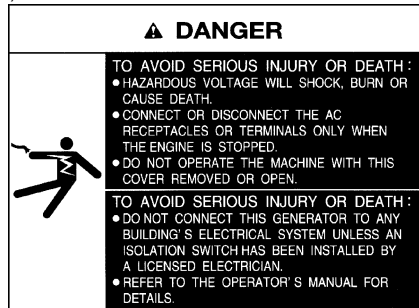 ⚠ DANGER
TO AVOID SERIOUS INJURY OR DEATH :
● HAZARDOUS VOLTAGE WILL SHOCK, BURN OR
CAUSE DEATH.
● CONNECT OR DISCONNECT THE AC
RECEPTACLES OR TERMINALS ONLY WHEN
THE ENGINE IS STOPPED.
● DO NOT OPERATE THE MACHINE WITH THIS
COVER REMOVED OR OPEN.
TO AVOID SERIOUS INJURY OR DEATH :
● DO NOT CONNECT THIS GENERATOR TO ANY
BUILDING' S ELECTRICAL SYSTEM UNLESS AN
ISOLATION SWITCH HAS BEEN INSTALLED BY
A LICENSED ELECTRICIAN.
● REFER TO THE OPERATOR' S MANUAL FOR
DETAILS.